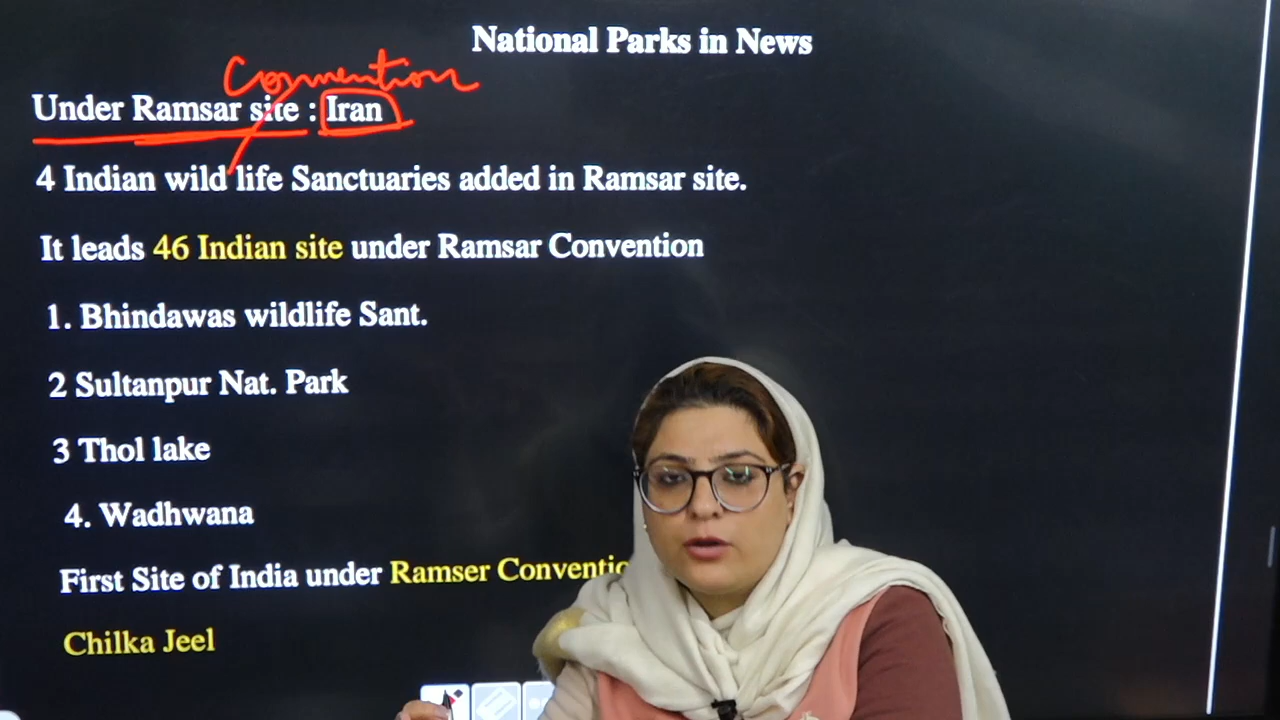 National Parks in News
Convention
Under Ramsar site : Iran
4 Indian wild life Sanctuaries added in Ramsar site.
It leads 46 Indian site under Ramsar Convention
1. Bhindawas wildlife Sant.
2 Sultanpur Nat. Park
3 Thol lake
4. Wadhwana
First Site of India under Ramser Conventio
Chilka Jeel